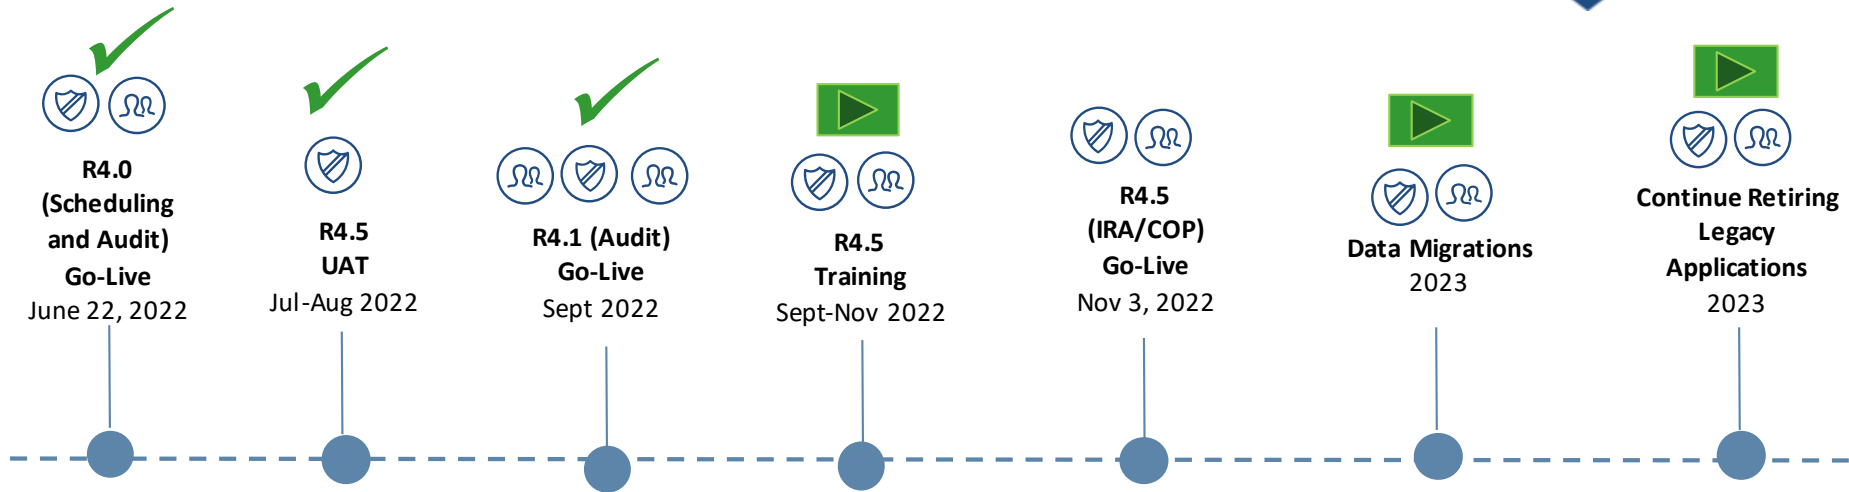 R4.0
(Scheduling
and Audit)
Go-Live
June 22, 2022
R4.5
UAT
Jul-Aug 2022
R4.1 (Audit)
Go-Live
Sept 2022
R4.5
Training
Sept-Nov 2022
R4.5
(IRA/COP)
Go-Live
Nov 3, 2022
Data Migrations
2023
Continue Retiring
Legacy
Applications
2023